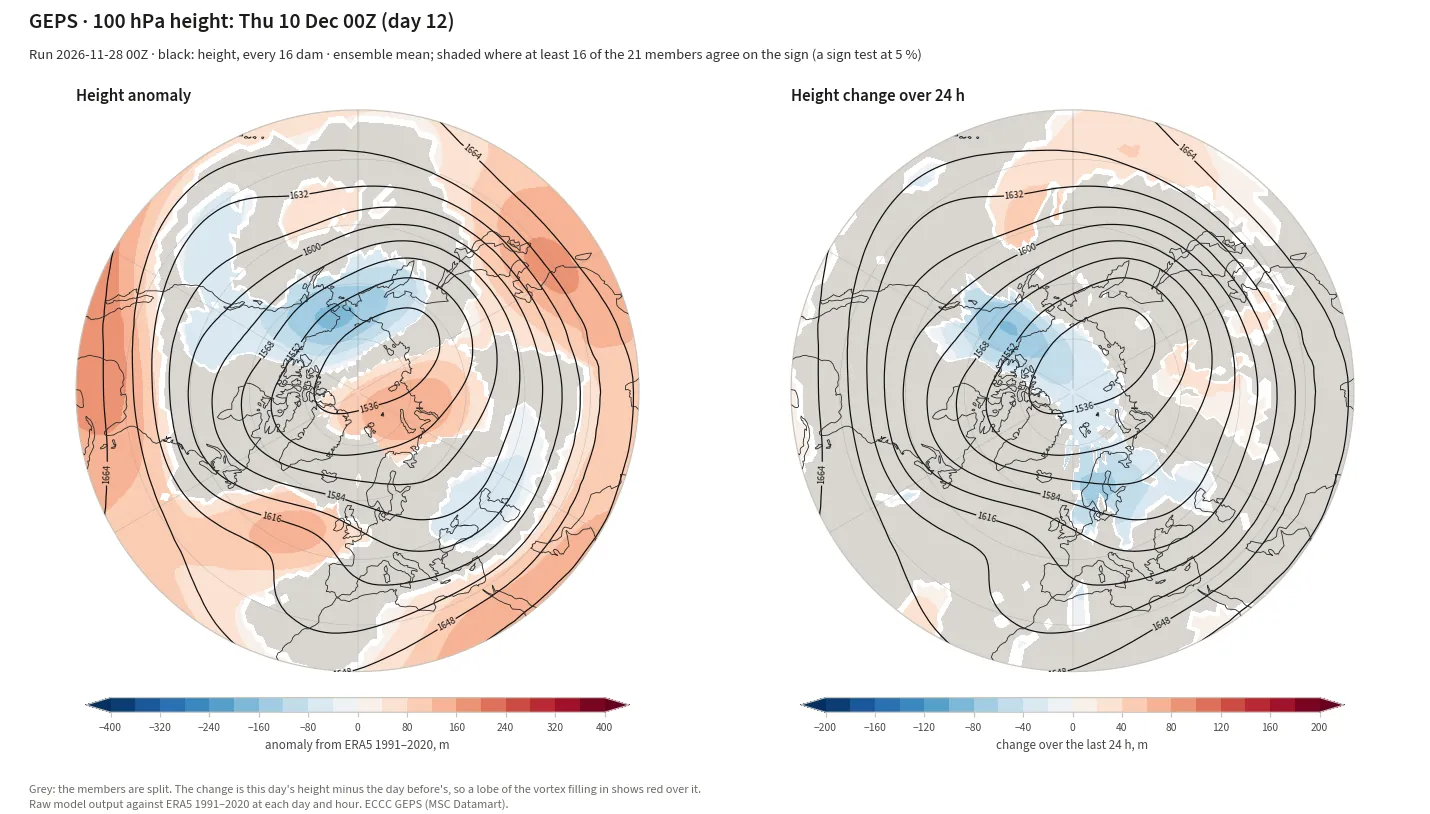 GEPS · 100 hPa height: Thu 10 Dec 00Z (day 12)
Run 2026-11-28 00Z · black: height, every 16 dam · ensemble mean; shaded where at least 16 of the 21 members agree on the sign (a sign test at 5 %)
Height anomaly
Height change over 24 h
1664
1632
1600
1568
1552
1536
1584
1616
1664
1648
1664
1632
1600
1568
1552
1536
1584
1616
1664
1648
−400 −320 −240 −160 −80 0 80 160 240 320 400
anomaly from ERA5 1991–2020, m
−200 −160 −120 −80 −40 0 40 80 120 160 200
change over the last 24 h, m
Grey: the members are split. The change is this day's height minus the day before's, so a lobe of the vortex filling in shows red over it.
Raw model output against ERA5 1991–2020 at each day and hour. ECCC GEPS (MSC Datamart).